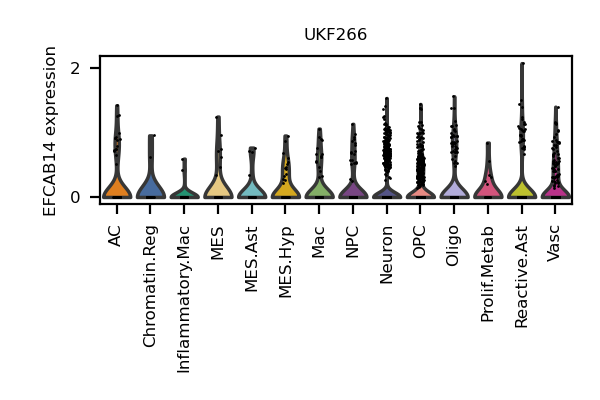 UKF266
EFCAB14 expression
2
0
AC
Chromatin.Reg
Inflammatory.Mac
MES
MES.Ast
MES.Hyp
Mac
NPC
Neuron
OPC
Oligo
Prolif.Metab
Reactive.Ast
Vasc